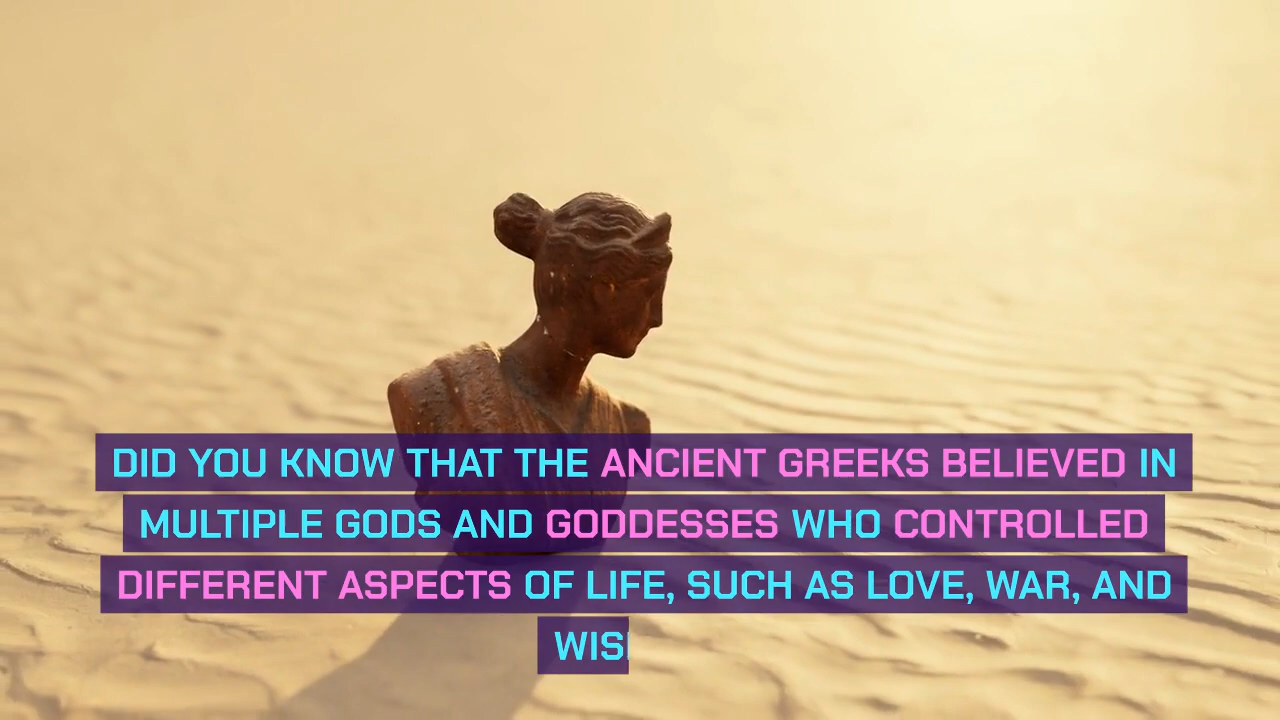 DID YOU KNOW THAT THE ANCIENT GREEKS BELIEVED IN
MULTIPLE GODS AND GODDESSES WHO CONTROLLED
DIFFERENT ASPECTS OF LIFE, SUCH AS LOVE, WAR, AND
WIS